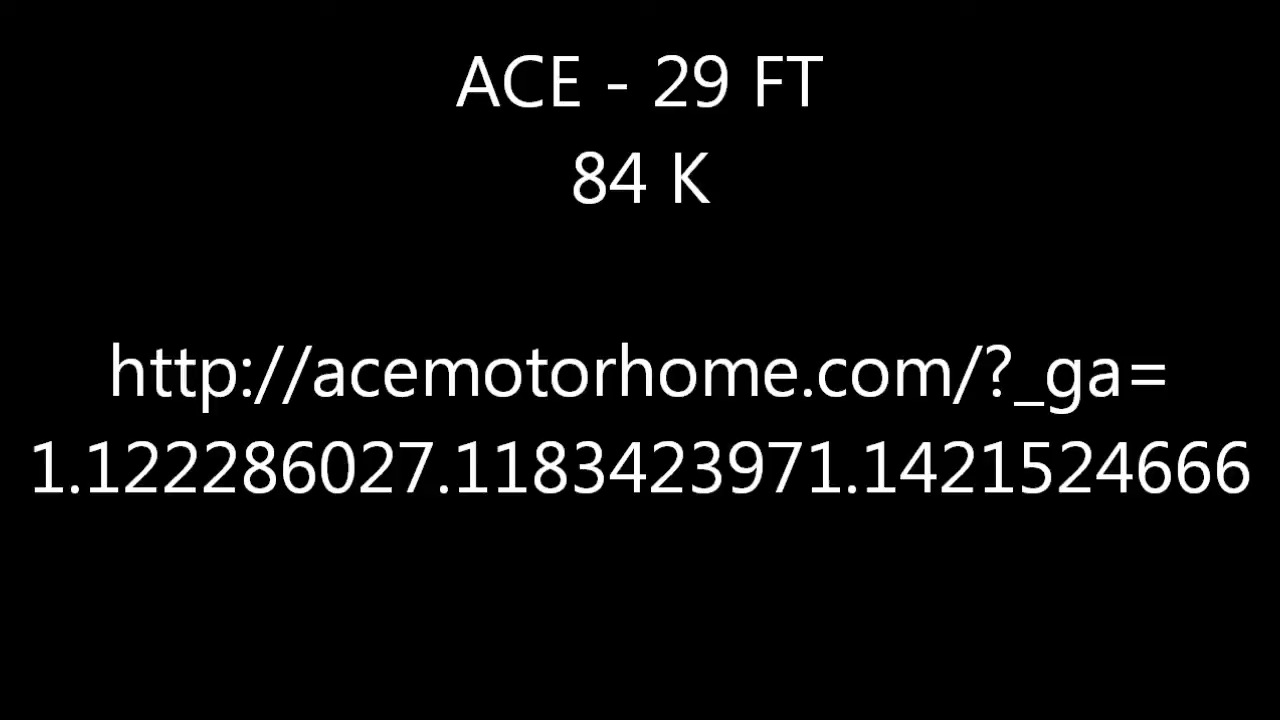 ACE - 29 FT
84 K
http://acemotorhome.com/?_ga=
1.122286027.1183423971.1421524666